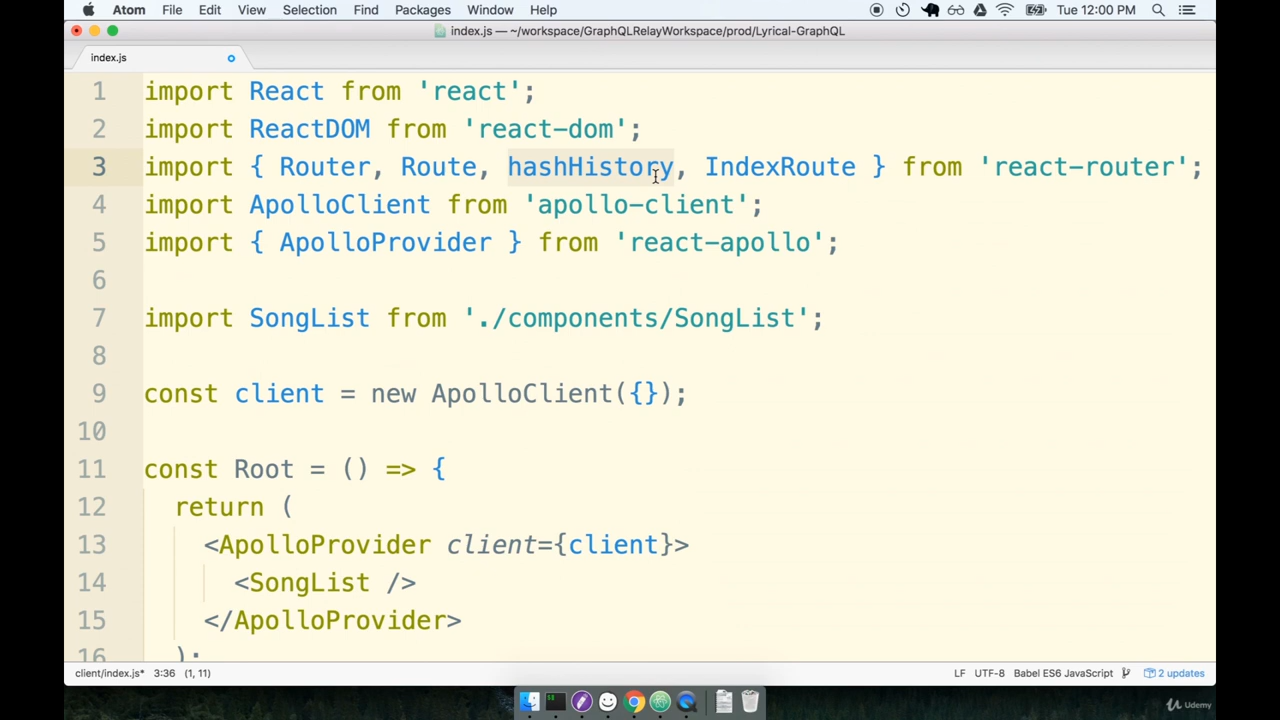 Atom File Edit View Selection Find Packages Window Help Tue 12:00 PM
index.js — ~/workspace/GraphQLRelayWorkspace/prod/Lyrical-GraphQL
index.js
1 import React from 'react';
2 import ReactDOM from 'react-dom';
3 import { Router, Route, hashHistory, IndexRoute } from 'react-router';
4 import ApolloClient from 'apollo-client';
5 import { ApolloProvider } from 'react-apollo';
6
7 import SongList from './components/SongList';
8
9 const client = new ApolloClient({});
10
11 const Root = () => {
12 return (
13 <ApolloProvider client={client}>
14 <SongList />
15 </ApolloProvider>
16 );
client/index.js* 3:36 (1, 11) LF UTF-8 Babel ES6 JavaScript 2 updates
Udemy